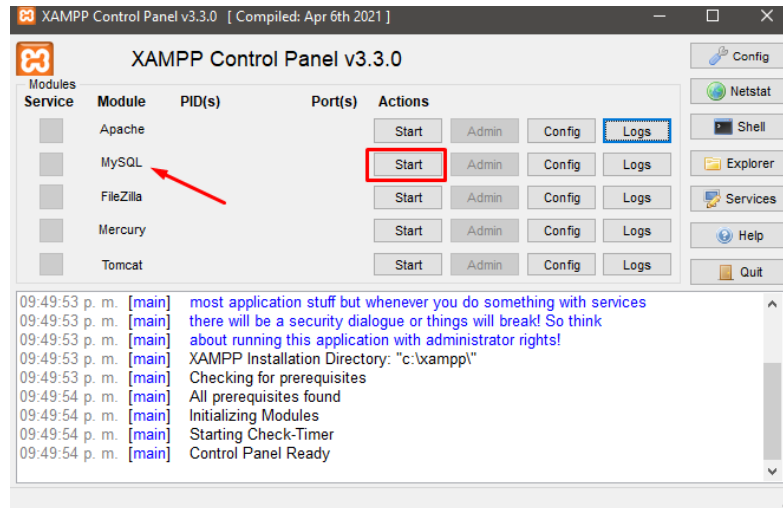 XAMPP Control Panel v3.3.0 [ Compiled: Apr 6th 2021 ]
XAMPP Control Panel v3.3.0
Config
Netstat
Shell
Explorer
Services
Help
Quit
Modules
Service Module PID(s) Port(s) Actions
Apache Start Admin Config Logs
MySQL Start Admin Config Logs
FileZilla Start Admin Config Logs
Mercury Start Admin Config Logs
Tomcat Start Admin Config Logs
09:49:53 p. m. [main] most application stuff but whenever you do something with services
09:49:53 p. m. [main] there will be a security dialogue or things will break! So think
09:49:53 p. m. [main] about running this application with administrator rights!
09:49:53 p. m. [main] XAMPP Installation Directory: "c:\xampp\"
09:49:53 p. m. [main] Checking for prerequisites
09:49:54 p. m. [main] All prerequisites found
09:49:54 p. m. [main] Initializing Modules
09:49:54 p. m. [main] Starting Check-Timer
09:49:54 p. m. [main] Control Panel Ready